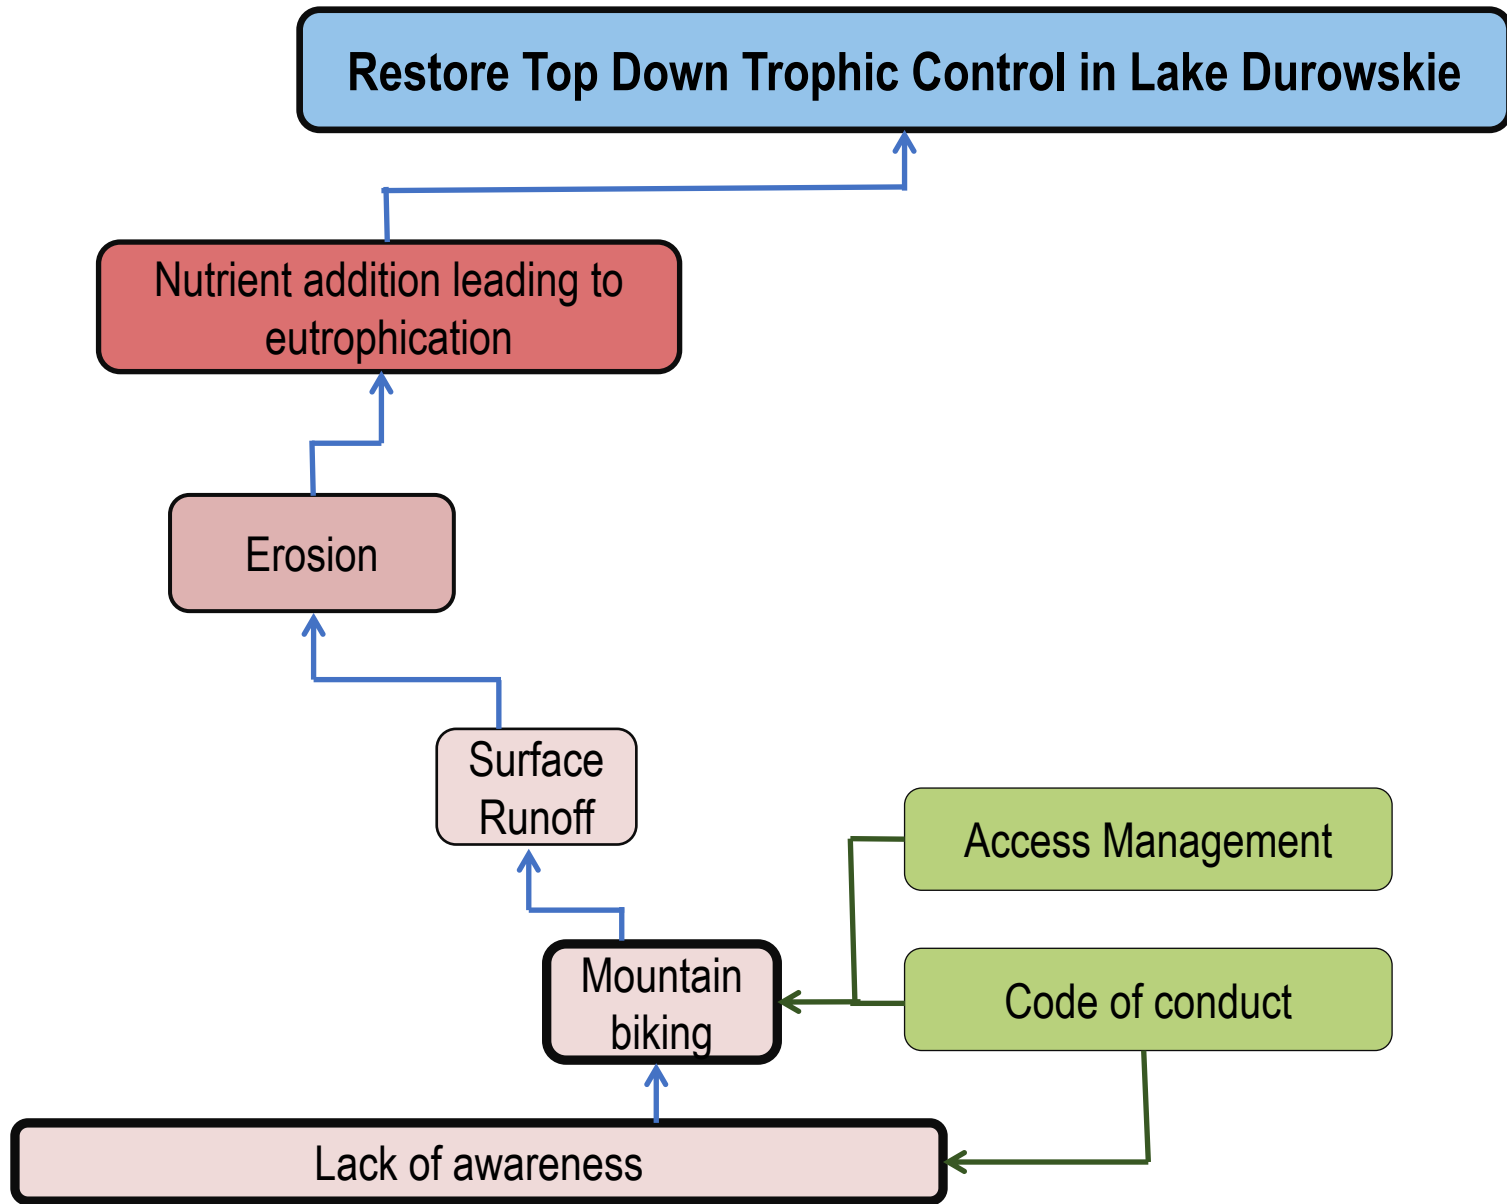 Restore Top Down Trophic Control in Lake Durowskie
Nutrient addition leading to
eutrophication
Erosion
Surface
Runoff
Access Management
Mountain
biking
Code of conduct
Lack of awareness